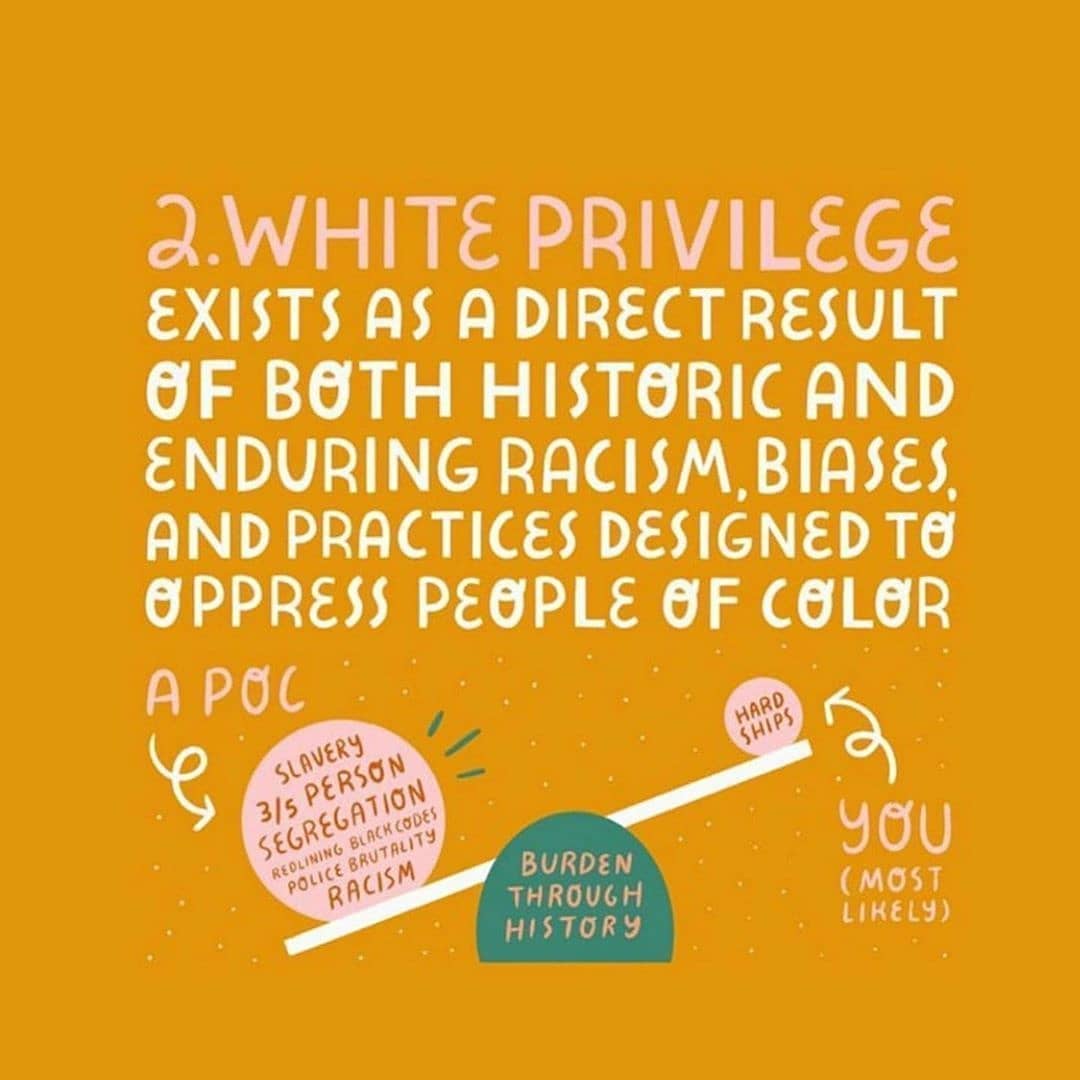 2. WHITE PRIVILEGE
EXISTS AS A DIRECT RESULT
OF BOTH HISTORIC AND
ENDURING RACISM, BIASES,
AND PRACTICES DESIGNED TO
OPPRESS PEOPLE OF COLOR
A POC
SLAVERY
3/5 PERSON
SEGREGATION
REDLINING BLACK CODES
POLICE BRUTALITY
RACISM
BURDEN
THROUGH
HISTORY
HARD
SHIPS
YOU
(MOST
LIKELY)